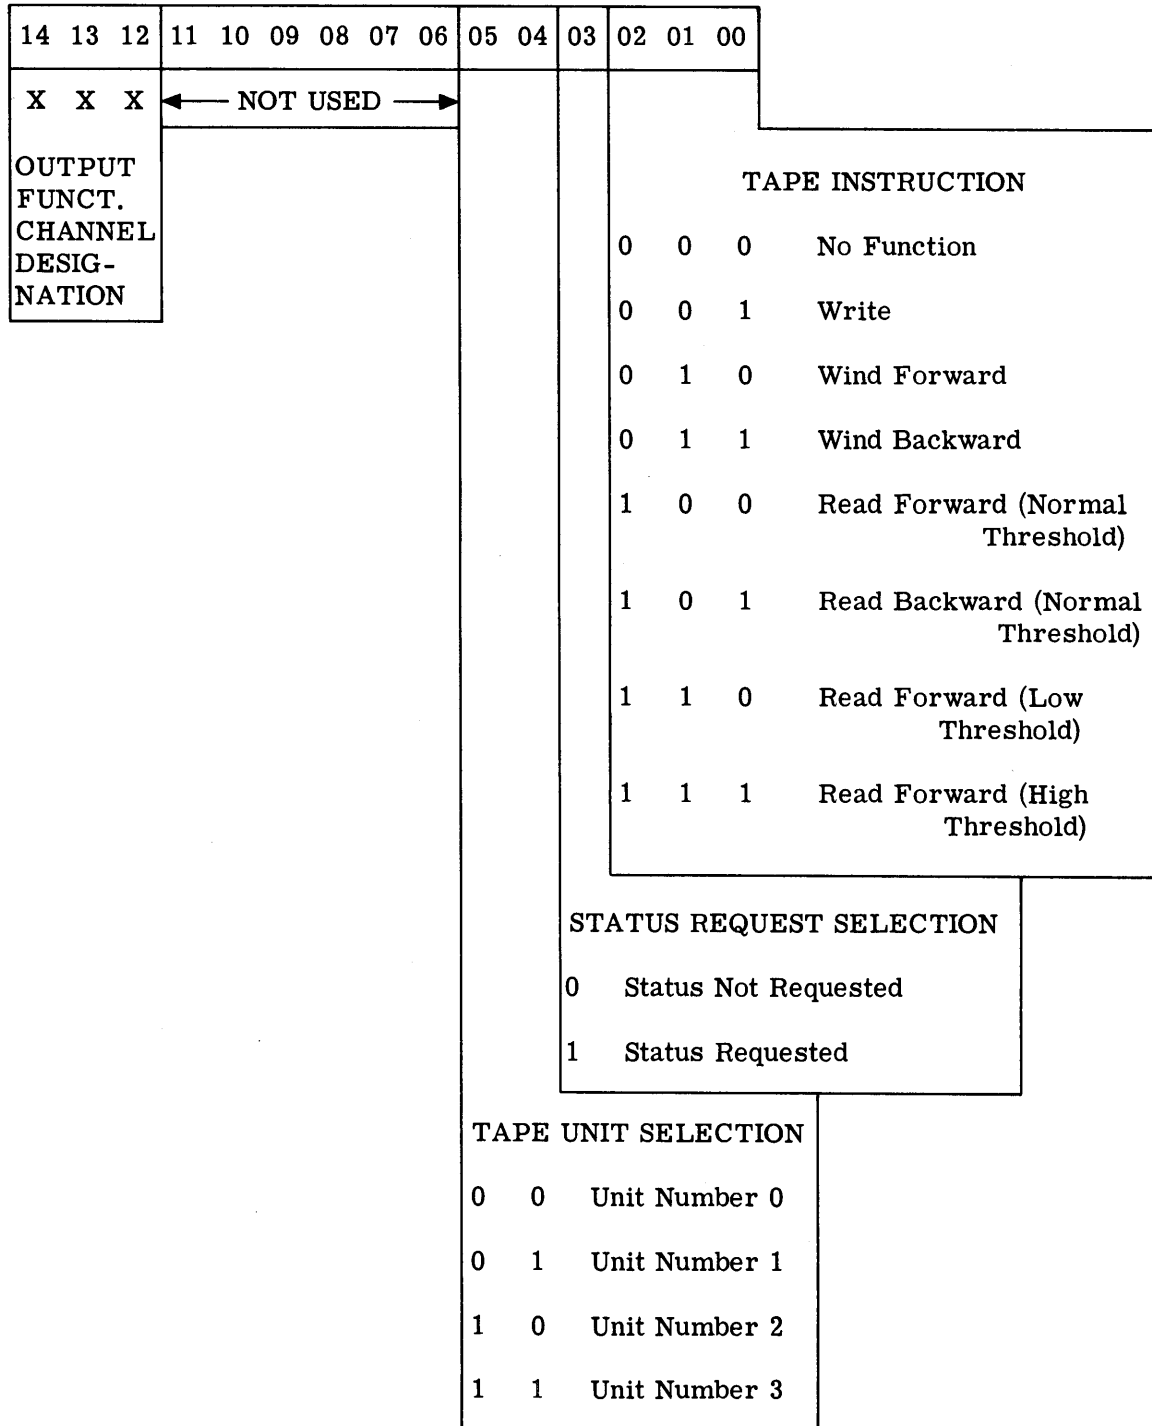 14 13 12 11 10 09 08 07 06 05 04 03 02 01 00
X X X NOT USED
OUTPUT
FUNCT.
CHANNEL
DESIG-
NATION
TAPE INSTRUCTION
0 0 0 No Function
0 0 1 Write
0 1 0 Wind Forward
0 1 1 Wind Backward
1 0 0 Read Forward (Normal
Threshold)
1 0 1 Read Backward (Normal
Threshold)
1 1 0 Read Forward (Low
Threshold)
1 1 1 Read Forward (High
Threshold)
STATUS REQUEST SELECTION
0 Status Not Requested
1 Status Requested
TAPE UNIT SELECTION
0 0 Unit Number 0
0 1 Unit Number 1
1 0 Unit Number 2
1 1 Unit Number 3